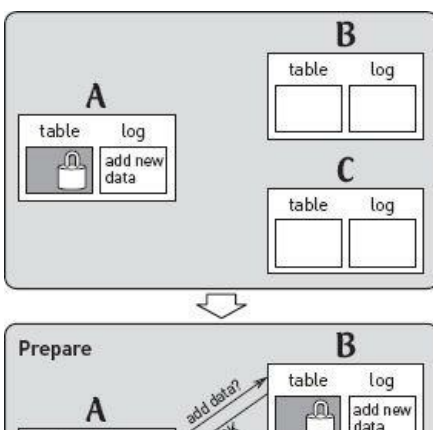 B
table log
A
table log
add new
data
C
table log
Prepare
B
table log
A
add data?
add new
data